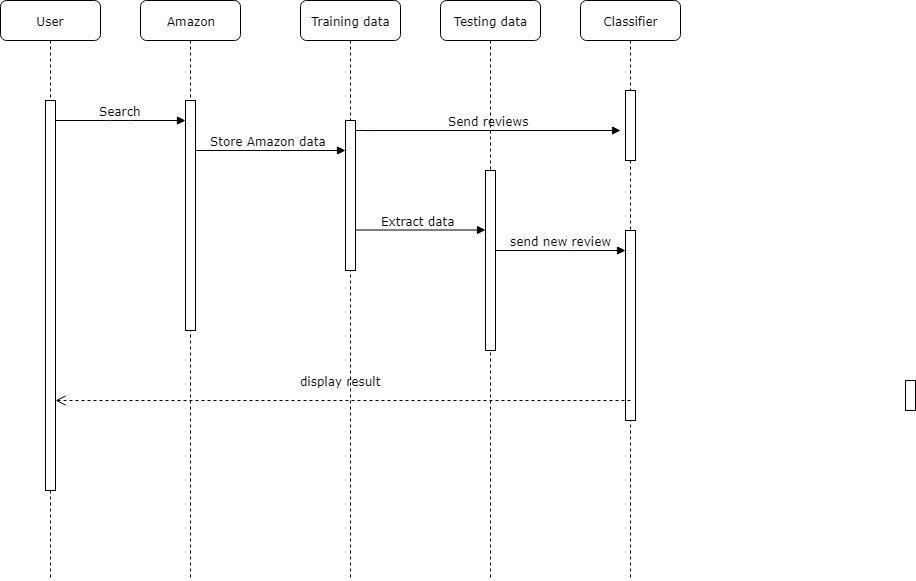 User
Amazon
Training data
Testing data
Classifier
Search
Send reviews
Store Amazon data
Extract data
send new review
display result